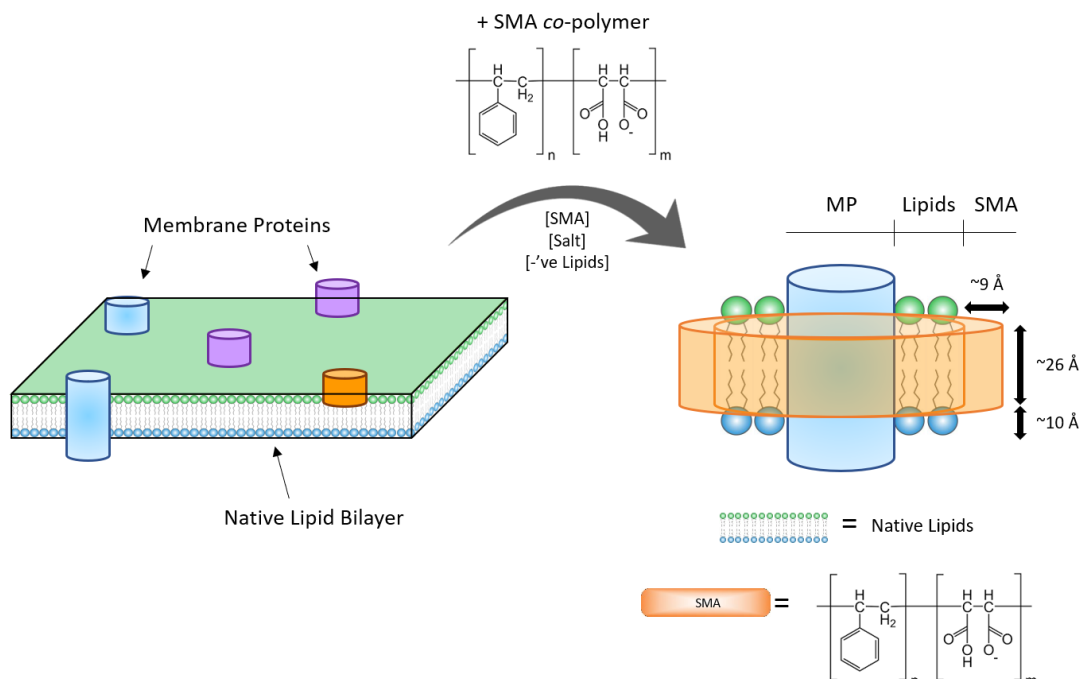 + SMA co-polymer
H
C
C
H₂
n
H H
C C
O O O O⁻
H
m
Membrane Proteins
[SMA]
[Salt]
[-’ve Lipids]
MP Lipids SMA
~9 Å
~26 Å
~10 Å
Native Lipid Bilayer
= Native Lipids
SMA =
H
C
C
H₂
n
H H
C C
O O O O⁻
H
m